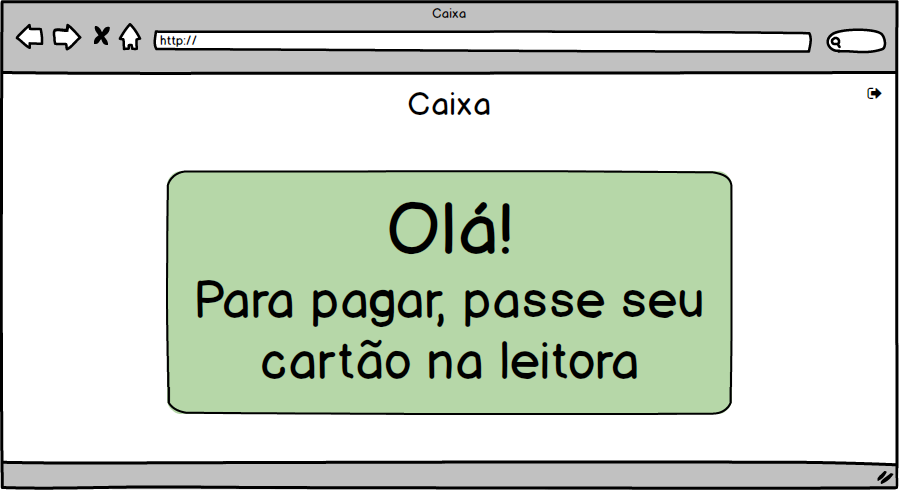 Caixa
http://
Caixa
Olá!
Para pagar, passe seu
cartão na leitora